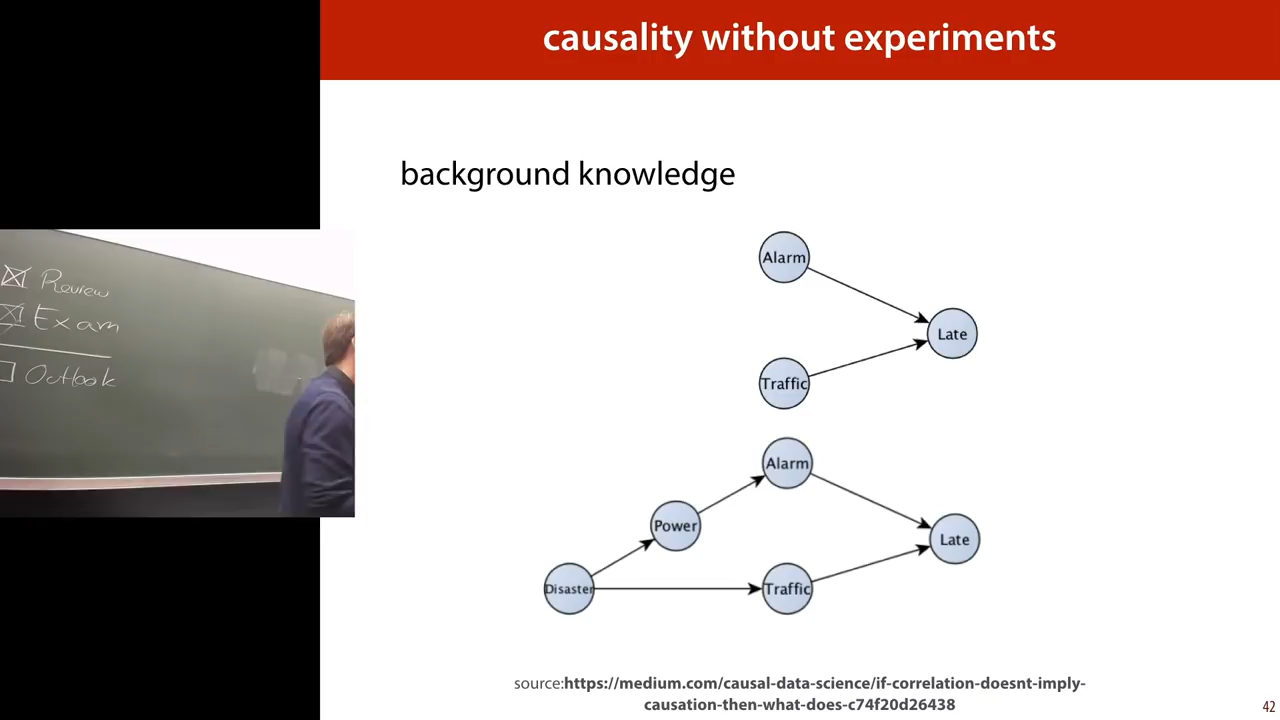 causality without experiments
background knowledge
Review
Exam
Outlook
Alarm
Late
Traffic
Alarm
Power
Late
Disaster
Traffic
source:https://medium.com/causal-data-science/if-correlation-doesnt-imply-
causation-then-what-does-c74f20d26438
42